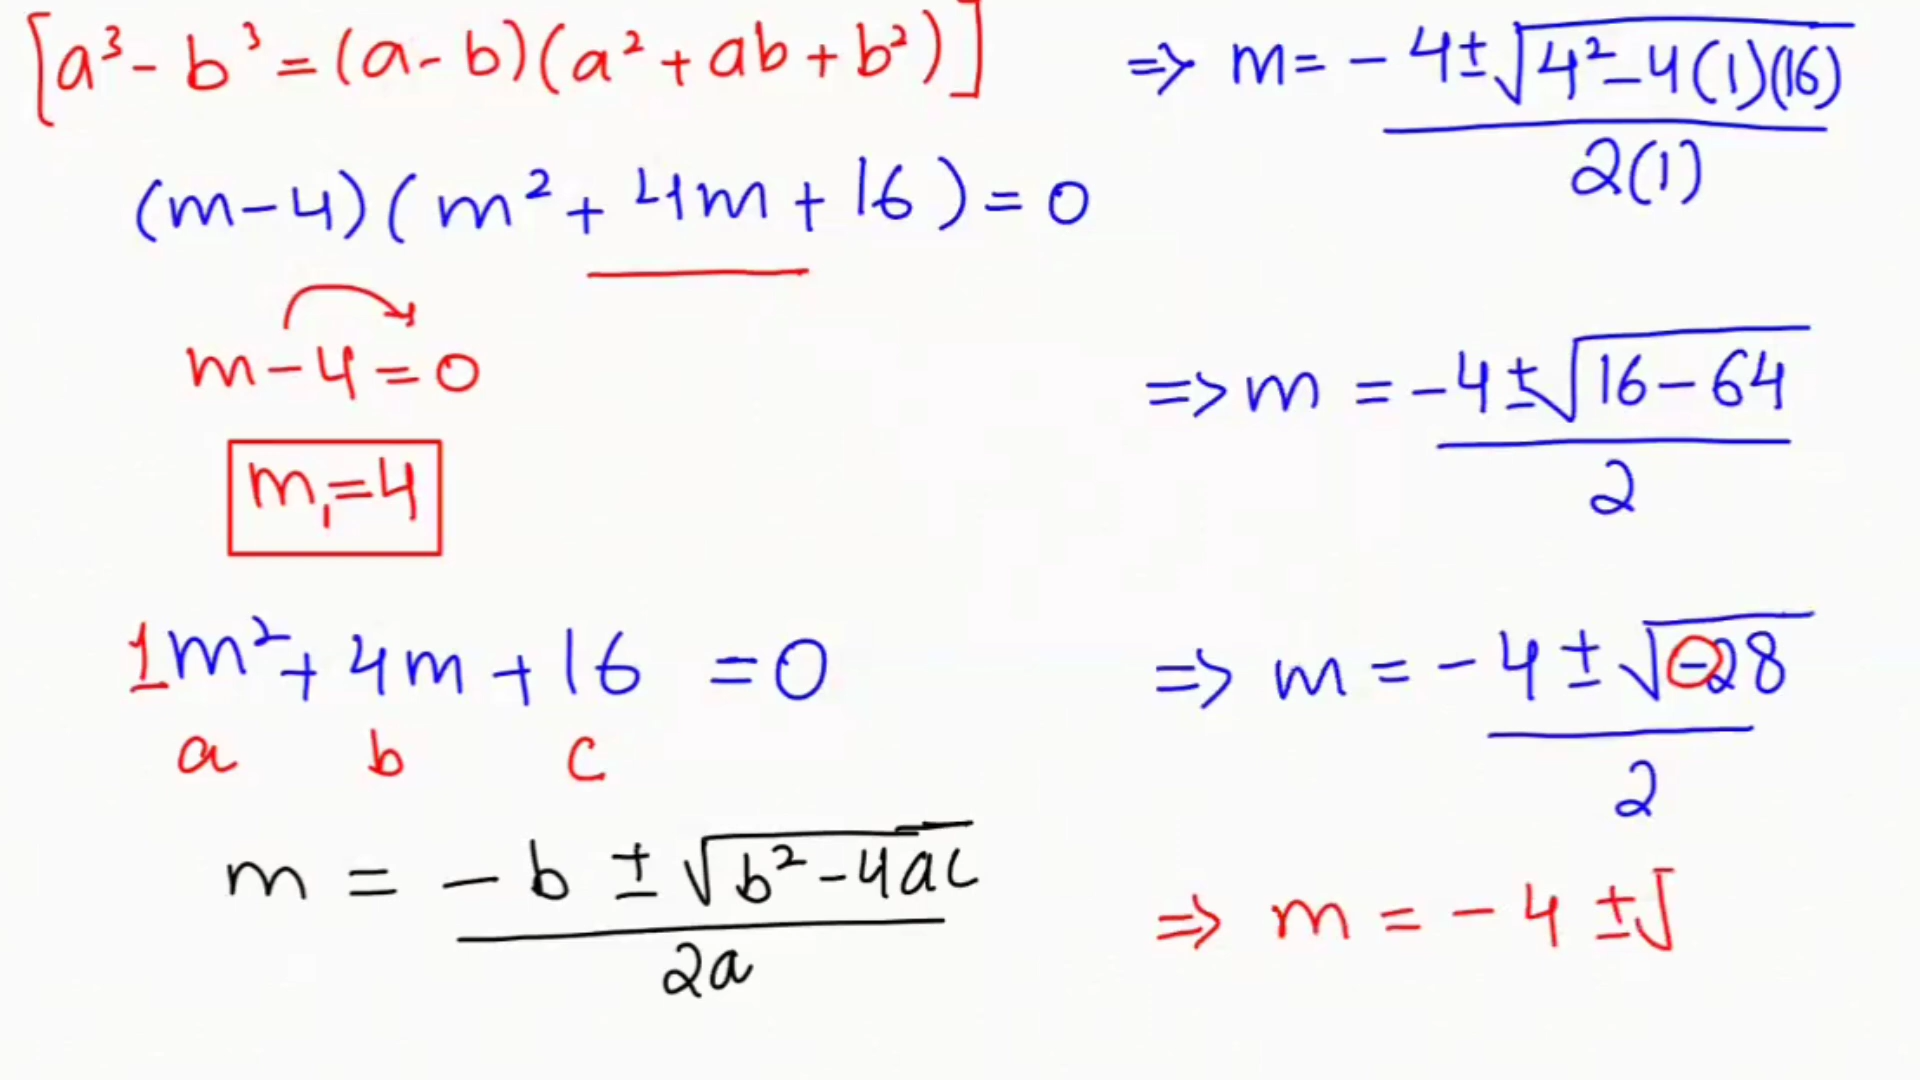 [a³ - b³ = (a - b)(a² + ab + b²)]
(m - 4)(m² + 4m + 16) = 0
m - 4 = 0
m₁ = 4
1m² + 4m + 16 = 0
a b c
m = - b ± √b² - 4ac
2a
=> m = - 4 ± √4² - 4(1)(16)
2(1)
=> m = - 4 ± √16 - 64
2
=> m = - 4 ± √-28
2
=> m = - 4 ± √